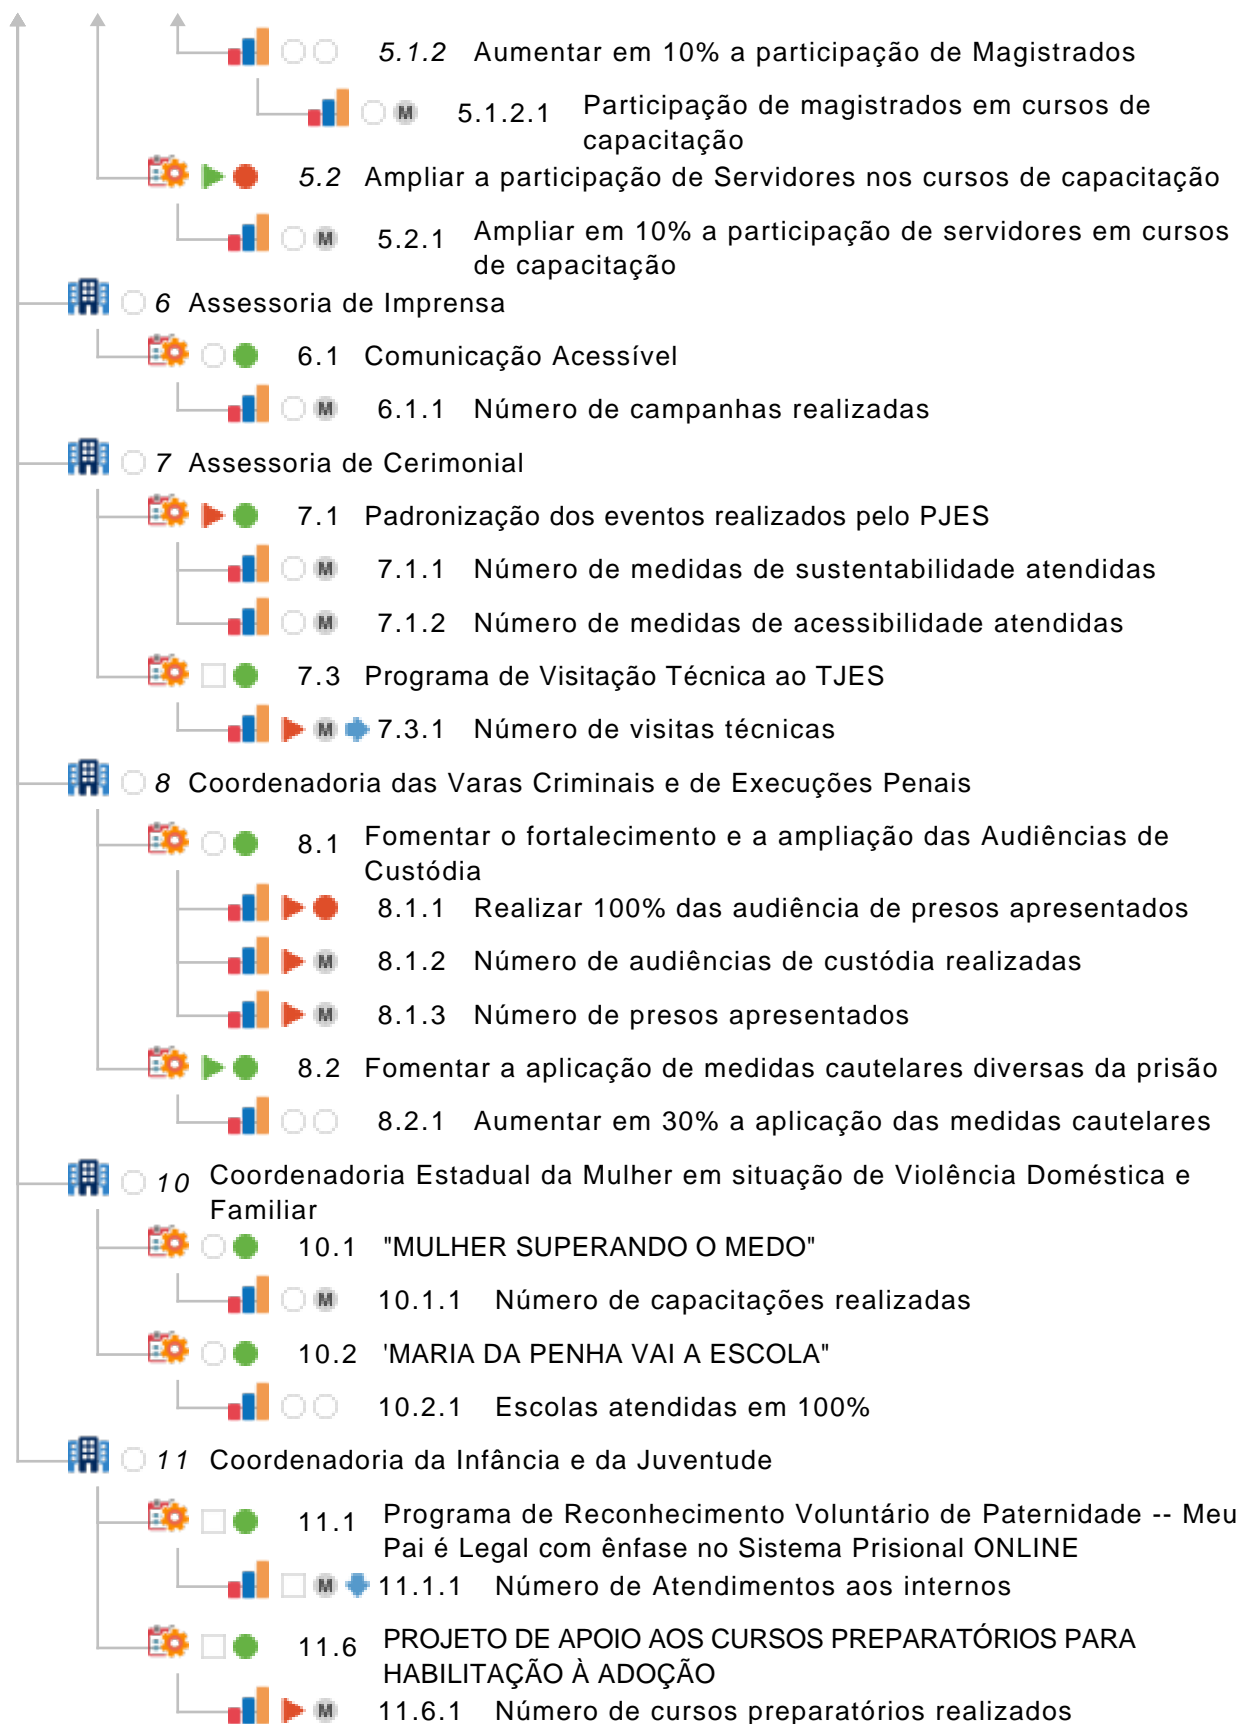 5.1.2 Aumentar em 10% a participação de Magistrados
M 5.1.2.1 Participação de magistrados em cursos de
capacitação
5.2 Ampliar a participação de Servidores nos cursos de capacitação
M 5.2.1 Ampliar em 10% a participação de servidores em cursos
de capacitação
6 Assessoria de Imprensa
6.1 Comunicação Acessível
M 6.1.1 Número de campanhas realizadas
7 Assessoria de Cerimonial
7.1 Padronização dos eventos realizados pelo PJES
M 7.1.1 Número de medidas de sustentabilidade atendidas
M 7.1.2 Número de medidas de acessibilidade atendidas
7.3 Programa de Visitação Técnica ao TJES
M 7.3.1 Número de visitas técnicas
8 Coordenadoria das Varas Criminais e de Execuções Penais
8.1 Fomentar o fortalecimento e a ampliação das Audiências de
Custódia
8.1.1 Realizar 100% das audiência de presos apresentados
M 8.1.2 Número de audiências de custódia realizadas
M 8.1.3 Número de presos apresentados
8.2 Fomentar a aplicação de medidas cautelares diversas da prisão
8.2.1 Aumentar em 30% a aplicação das medidas cautelares
10 Coordenadoria Estadual da Mulher em situação de Violência Doméstica e
Familiar
10.1 "MULHER SUPERANDO O MEDO"
M 10.1.1 Número de capacitações realizadas
10.2 'MARIA DA PENHA VAI A ESCOLA"
10.2.1 Escolas atendidas em 100%
11 Coordenadoria da Infância e da Juventude
11.1 Programa de Reconhecimento Voluntário de Paternidade -- Meu
Pai é Legal com ênfase no Sistema Prisional ONLINE
M 11.1.1 Número de Atendimentos aos internos
11.6 PROJETO DE APOIO AOS CURSOS PREPARATÓRIOS PARA
HABILITAÇÃO À ADOÇÃO
M 11.6.1 Número de cursos preparatórios realizados